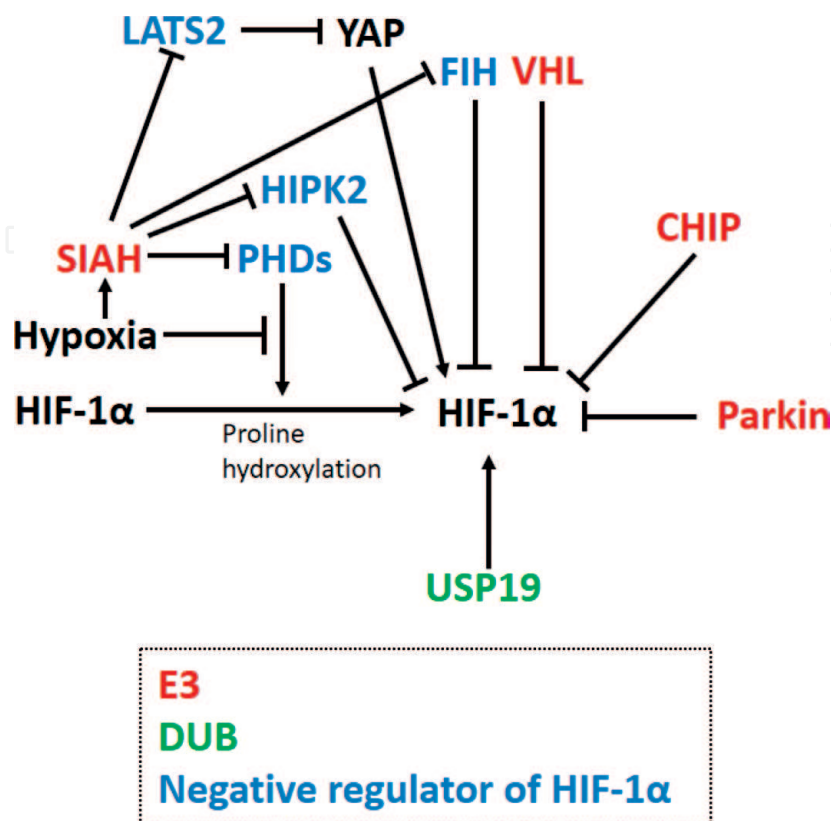 LATS2 YAP
FIH VHL
HIPK2
CHIP
SIAH PHDs
Hypoxia
HIF-1α HIF-1α Parkin
Proline
hydroxylation
USP19
E3
DUB
Negative regulator of HIF-1α